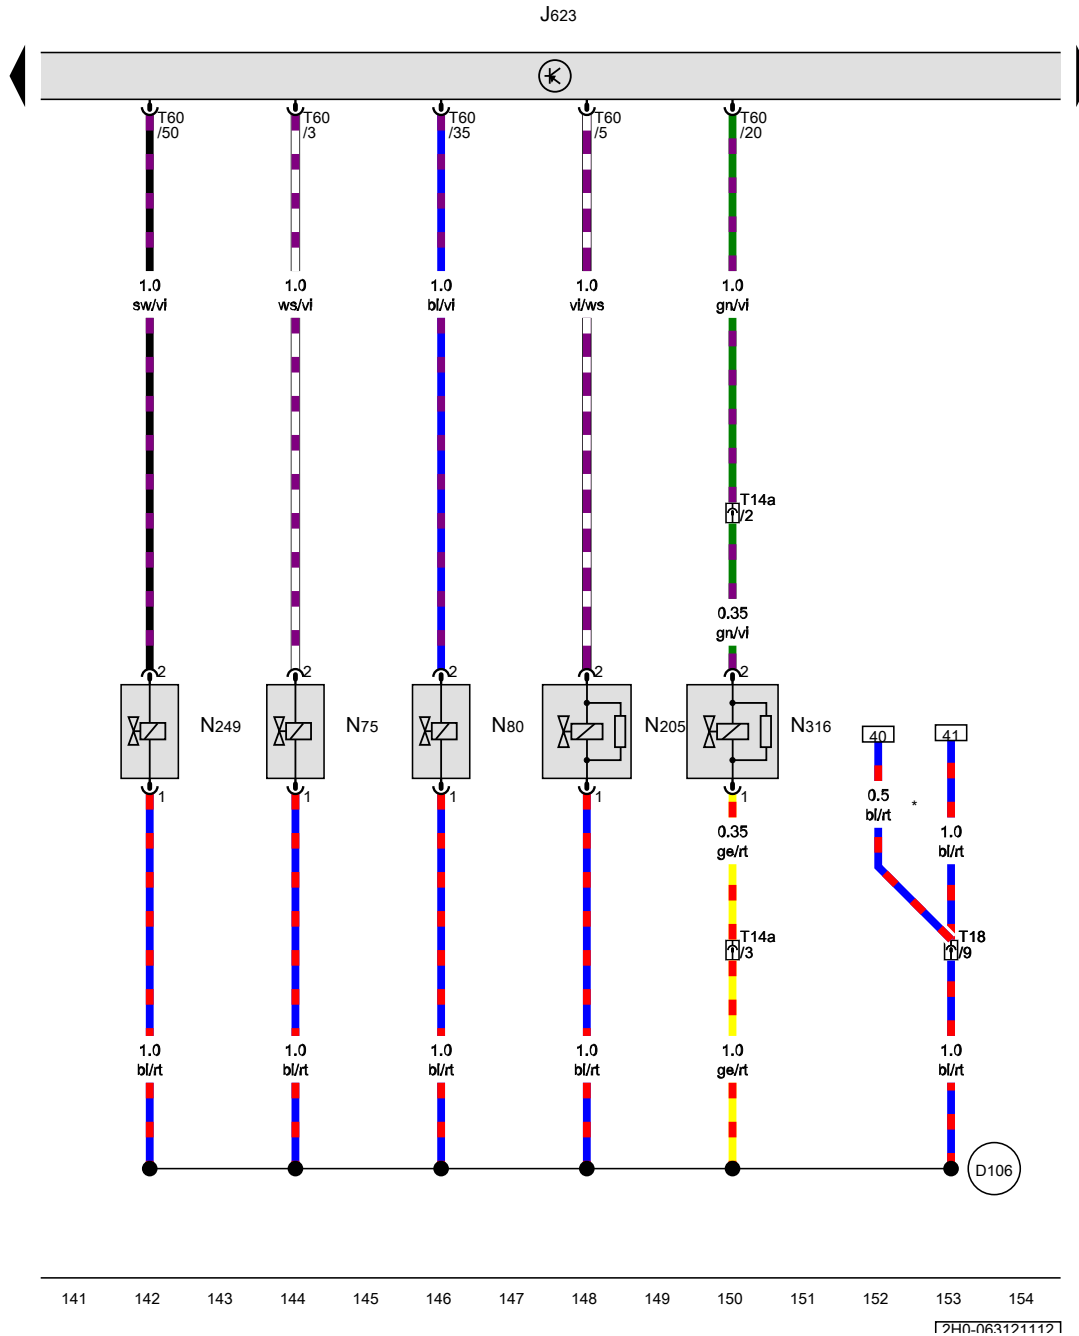 J623
T60 T60 T60 T60 T60
/50 /3 /35 /5 /20
1.0 1.0 1.0 1.0 1.0
sw/vi ws/vi bl/vi vi/ws gn/vi
T14a
/2
0.35
gn/vi
2 2 2 2 2
N249 N75 N80 N205 N316 40 41
1 1 1 1 1
0.5
bl/rt *
0.35 1.0
ge/rt bl/rt
T14a T18
/3 /9
1.0 1.0 1.0 1.0 1.0 1.0
bl/rt bl/rt bl/rt bl/rt ge/rt bl/rt
D106
141 142 143 144 145 146 147 148 149 150 151 152 153 154
2H0-063121112